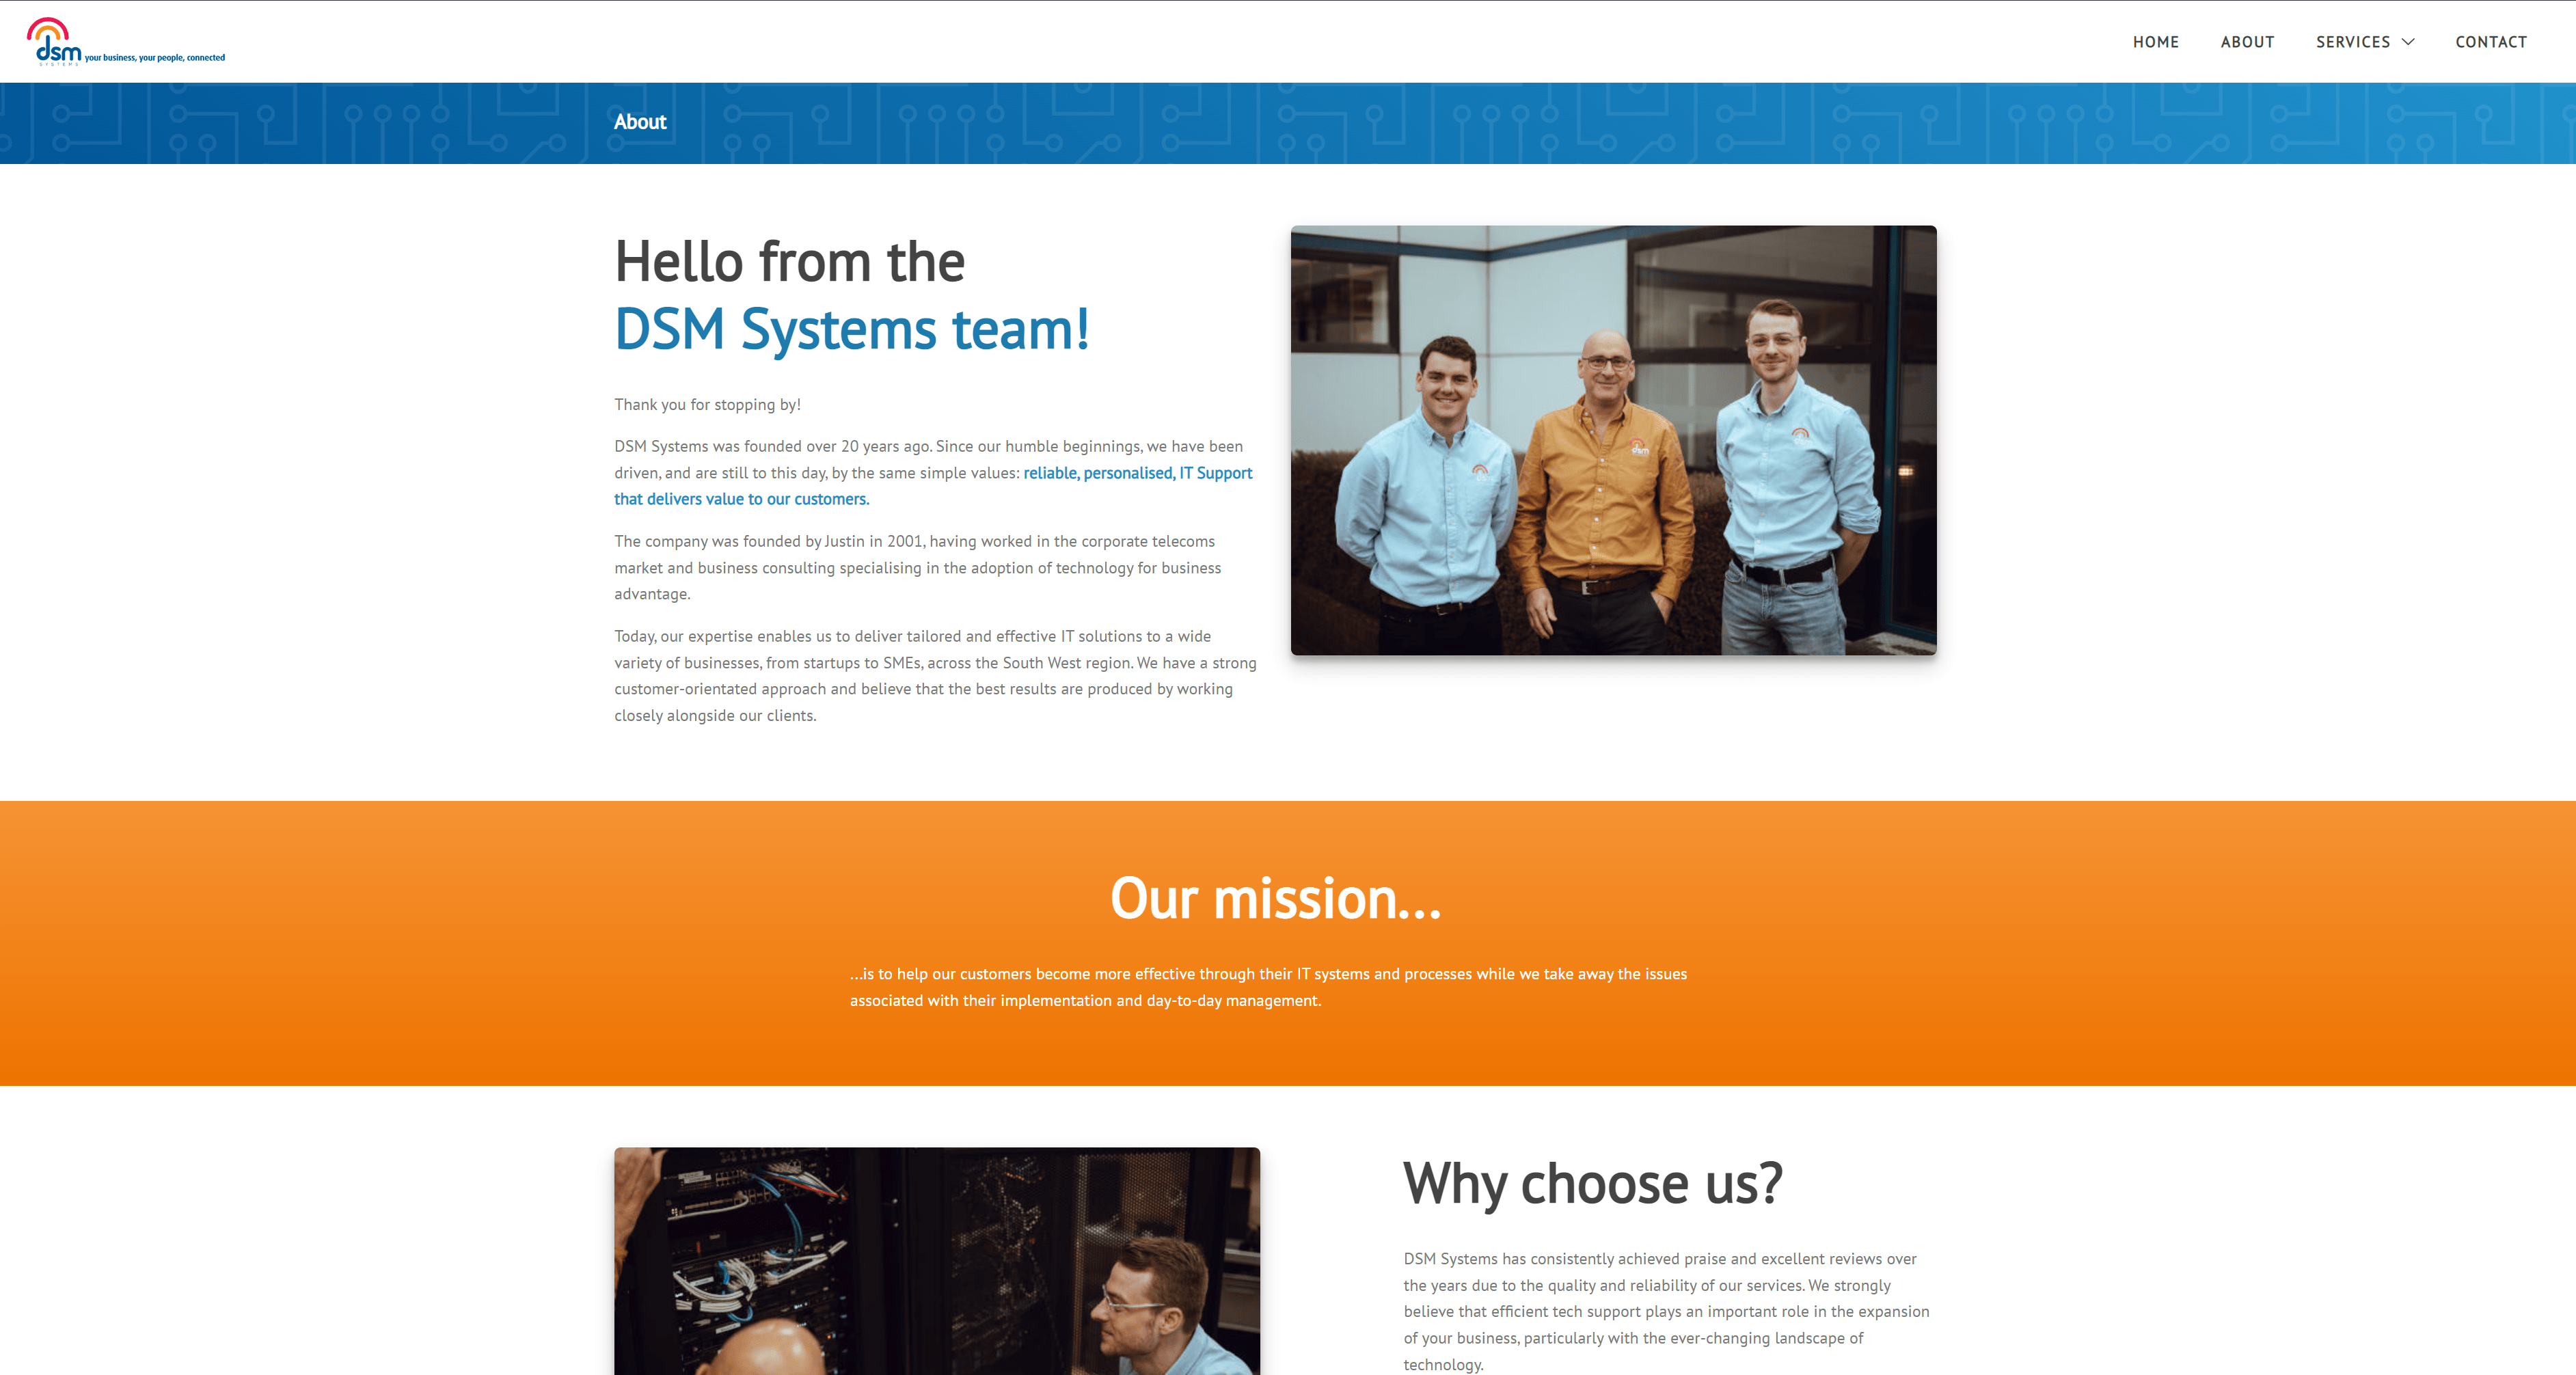 dsm
SYSTEMS
your business, your people, connected
HOME
ABOUT
SERVICES
CONTACT
About
Hello from the
DSM Systems team!
Thank you for stopping by!
DSM Systems was founded over 20 years ago. Since our humble beginnings, we have been
driven, and are still to this day, by the same simple values: reliable, personalised, IT Support
that delivers value to our customers.
The company was founded by Justin in 2001, having worked in the corporate telecoms
market and business consulting specialising in the adoption of technology for business
advantage.
Today, our expertise enables us to deliver tailored and effective IT solutions to a wide
variety of businesses, from startups to SMEs, across the South West region. We have a strong
customer-orientated approach and believe that the best results are produced by working
closely alongside our clients.
dsm
Our mission...
...is to help our customers become more effective through their IT systems and processes while we take away the issues
associated with their implementation and day-to-day management.
Why choose us?
DSM Systems has consistently achieved praise and excellent reviews over
the years due to the quality and reliability of our services. We strongly
believe that efficient tech support plays an important role in the expansion
of your business, particularly with the ever-changing landscape of
technology.